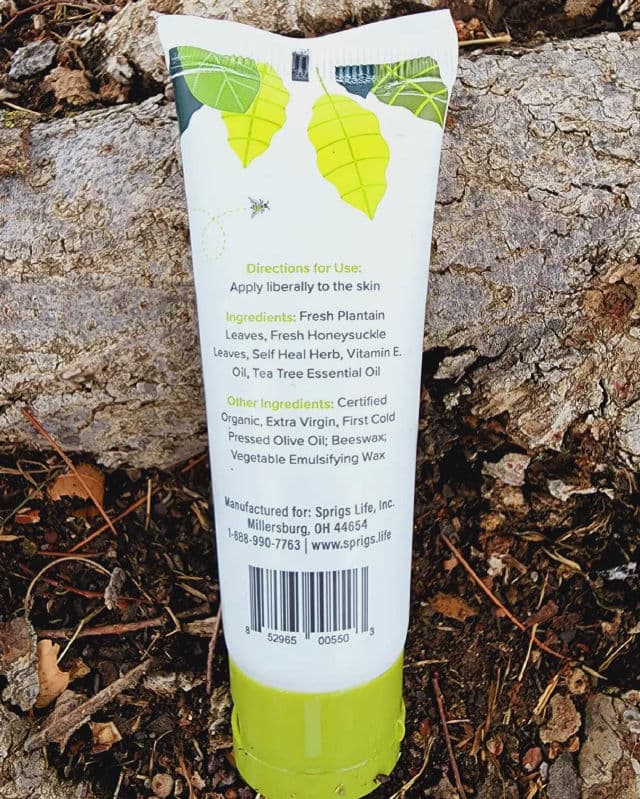 Directions for Use:
Apply liberally to the skin
Ingredients: Fresh Plantain
Leaves, Fresh Honeysuckle
Leaves, Self Heal Herb, Vitamin E.
Oil, Tea Tree Essential Oil
Other Ingredients: Certified
Organic, Extra Virgin, First Cold
Pressed Olive Oil; Beeswax;
Vegetable Emulsifying Wax
Manufactured for: Sprigs Life, Inc.
Millersburg, OH 44654
1-888-990-7763 | www.sprigs.life
8 52965 00550 3